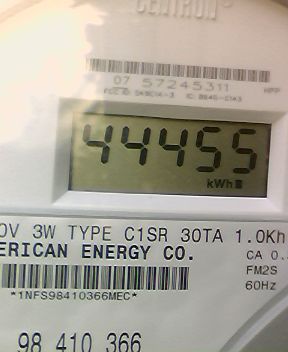 CENTRON
07 57245311
44455
kWh
0V 3W TYPE C1SR 30TA 1.0Kh
ERICAN ENERGY CO.
CA 0.
FM2S
*1NFS98410366MEC*
60Hz
98 410 366